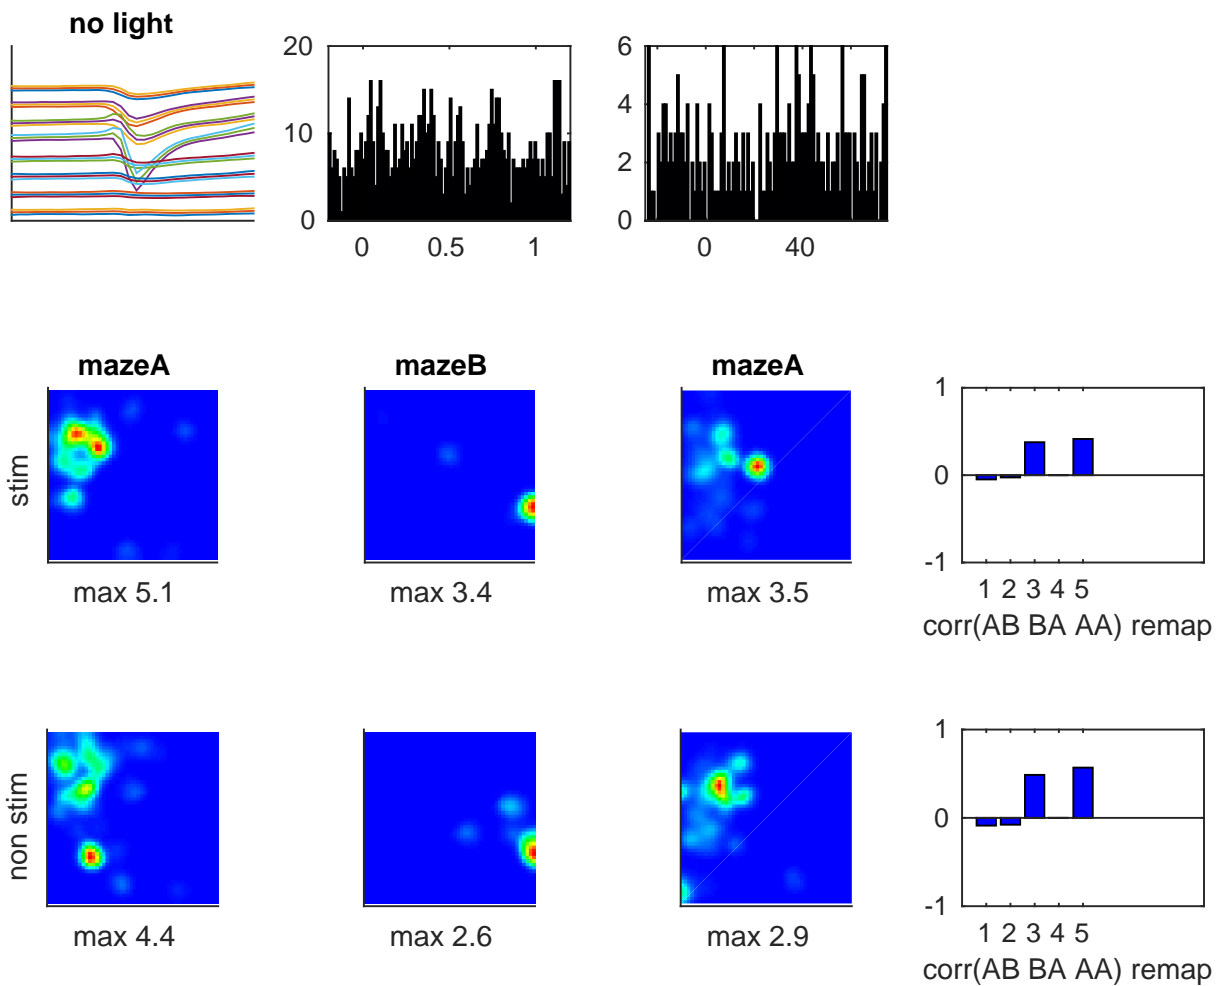 no light
20
10
0
0 0.5 1
6
4
2
0
0 40
mazeA mazeB mazeA
stim
max 5.1 max 3.4 max 3.5
1
0
-1
1 2 3 4 5
corr(AB BA AA) remap
non stim
max 4.4 max 2.6 max 2.9
1
0
-1
1 2 3 4 5
corr(AB BA AA) remap